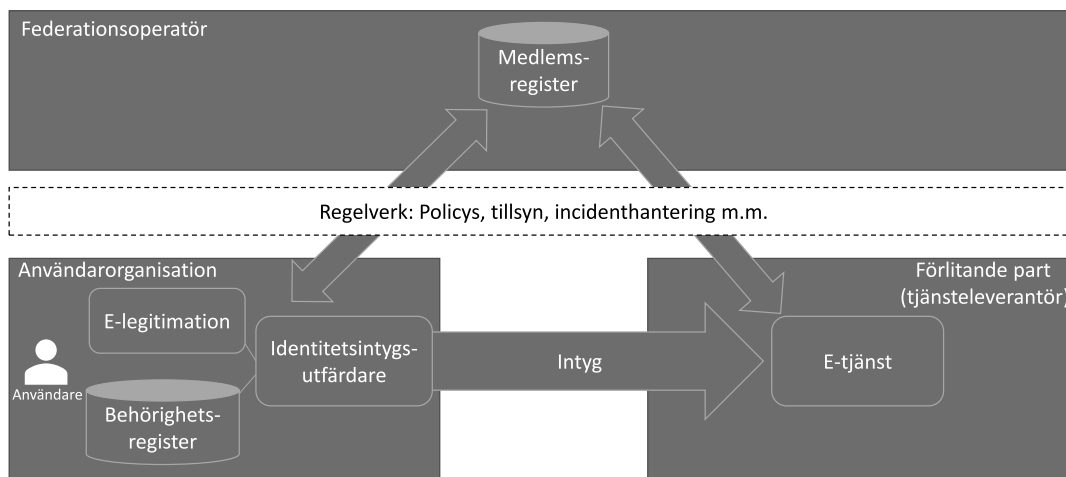 Federationsoperatör
Medlems-
register
Regelverk: Policys, tillsyn, incidenthantering m.m.
Användarorganisation
E-legitimation
Användare
Behörighets-
register
Identitetsintygs-
utfärdare
Intyg
Förlitande part
(tjänsteleverantör)
E-tjänst